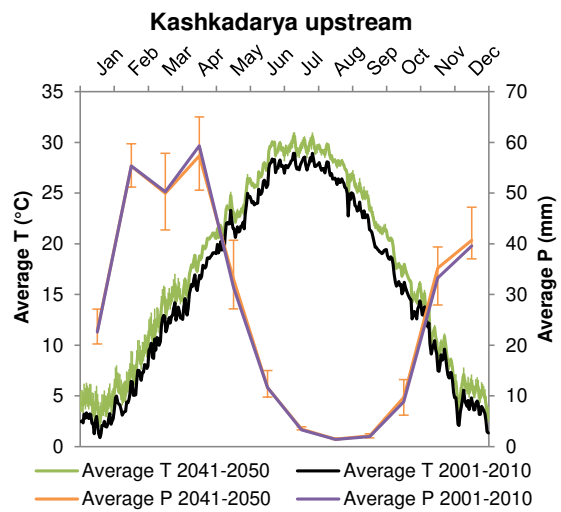 Kashkadarya upstream
Jan Feb Mar Apr May Jun Jul Aug Sep Oct Nov Dec
35 70
30 60
25 50
20 40
15 30
10 20
5 10
0 0
Average T (°C)
Average P (mm)
Average T 2041-2050 Average T 2001-2010
Average P 2041-2050 Average P 2001-2010